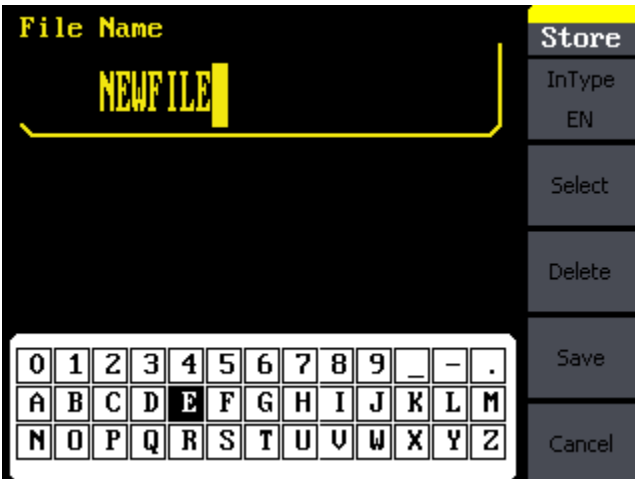 File Name
NEWFILE
0 1 2 3 4 5 6 7 8 9 _ - .
A B C D E F G H I J K L M
N O P Q R S T U V W X Y Z
Store
InType
EN
Select
Delete
Save
Cancel